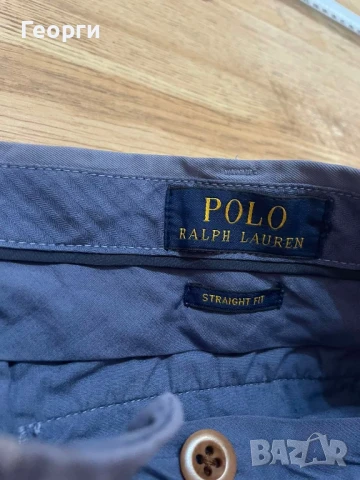 Георги
POLO
RALPH LAUREN
STRAIGHT FIT
BAZAR